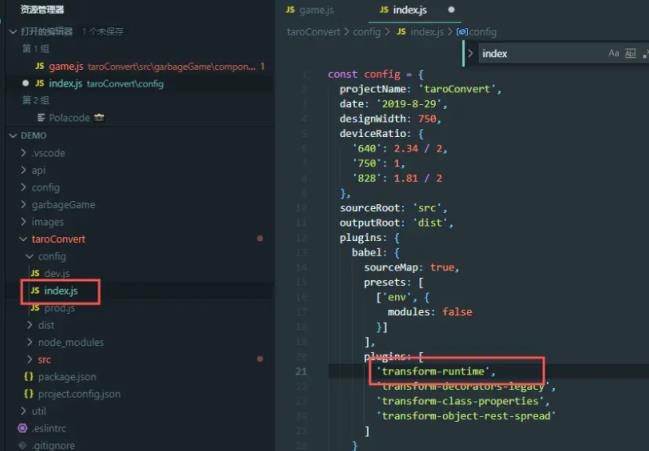 资源管理器
打开的编辑器 1 个未保存
第 1 组
JS game.js taroConvert\src\garbageGame\compon... 1
JS index.js taroConvert\config
第 2 组
Polacode
DEMO
.vscode
api
config
garbageGame
images
taroConvert
config
JS dev.js
JS index.js
JS prod.js
dist
node_modules
src
{} package.json
{} project.config.json
util
.eslintrc
.gitignore
JS game.js
JS index.js
taroConvert > config > JS index.js > config
index Aa Abl
const config = {
projectName: 'taroConvert',
date: '2019-8-29',
designWidth: 750,
deviceRatio: {
'640': 2.34 / 2,
'750': 1,
'828': 1.81 / 2
},
sourceRoot: 'src',
outputRoot: 'dist',
plugins: {
babel: {
sourceMap: true,
presets: [
['env', {
modules: false
}]
],
plugins: [
21 'transform-runtime',
'transform-decorators-legacy',
'transform-class-properties',
'transform-object-rest-spread'
]
}